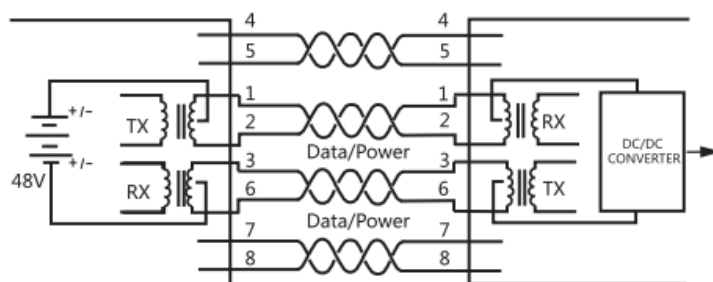 4 4
5 5
+/− 1 1
TX 2 2 RX
Data/Power
DC/DC
CONVERTER
+/− 3 3
48V RX 6 6 TX
Data/Power
7 7
8 8